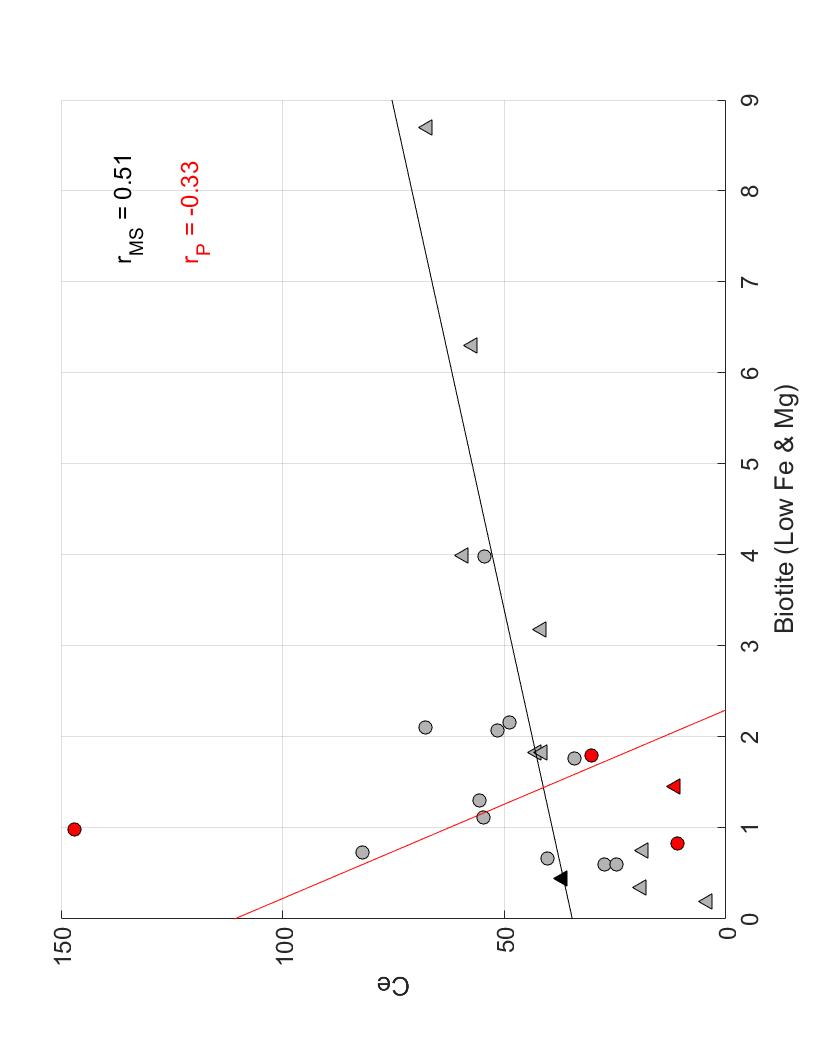 150
100
50
0
Ce
r_MS = 0.51
r_P = -0.33
0 1 2 3 4 5 6 7 8 9
Biotite (Low Fe & Mg)